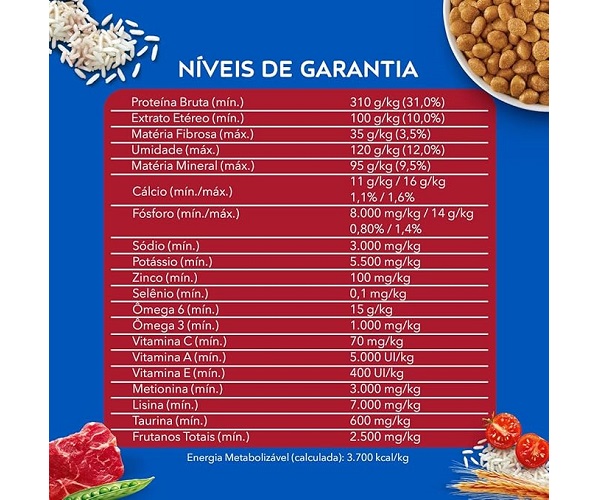 NÍVEIS DE GARANTIA
Proteína Bruta (mín.) 310 g/kg (31,0%)
Extrato Etéreo (mín.) 100 g/kg (10,0%)
Matéria Fibrosa (máx.) 35 g/kg (3,5%)
Umidade (máx.) 120 g/kg (12,0%)
Matéria Mineral (máx.) 95 g/kg (9,5%)
Cálcio (mín./máx.) 11 g/kg / 16 g/kg
1,1% / 1,6%
Fósforo (mín./máx.) 8.000 mg/kg / 14 g/kg
0,80% / 1,4%
Sódio (mín.) 3.000 mg/kg
Potássio (mín.) 5.500 mg/kg
Zinco (mín.) 100 mg/kg
Selênio (mín.) 0,1 mg/kg
Ômega 6 (mín.) 15 g/kg
Ômega 3 (mín.) 1.000 mg/kg
Vitamina C (mín.) 70 mg/kg
Vitamina A (mín.) 5.000 UI/kg
Vitamina E (mín.) 400 UI/kg
Metionina (mín.) 3.000 mg/kg
Lisina (mín.) 7.000 mg/kg
Taurina (mín.) 600 mg/kg
Frutanos Totais (mín.) 2.500 mg/kg
Energia Metabolizável (calculada): 3.700 kcal/kg